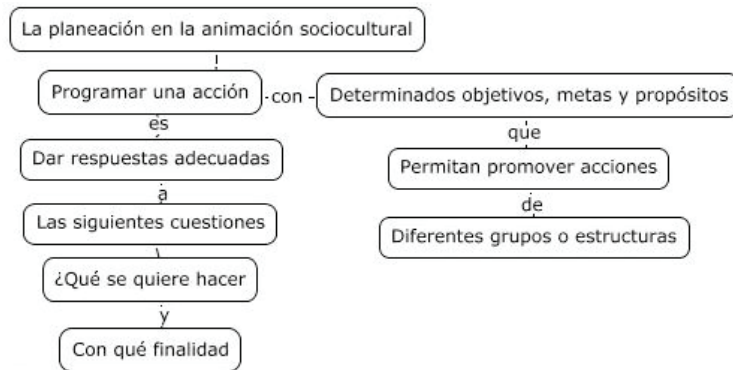 La planeación en la animación sociocultural
Programar una acción
con
Determinados objetivos, metas y propósitos
es
que
Dar respuestas adecuadas
Permitan promover acciones
a
de
Las siguientes cuestiones
Diferentes grupos o estructuras
¿Qué se quiere hacer
y
Con qué finalidad